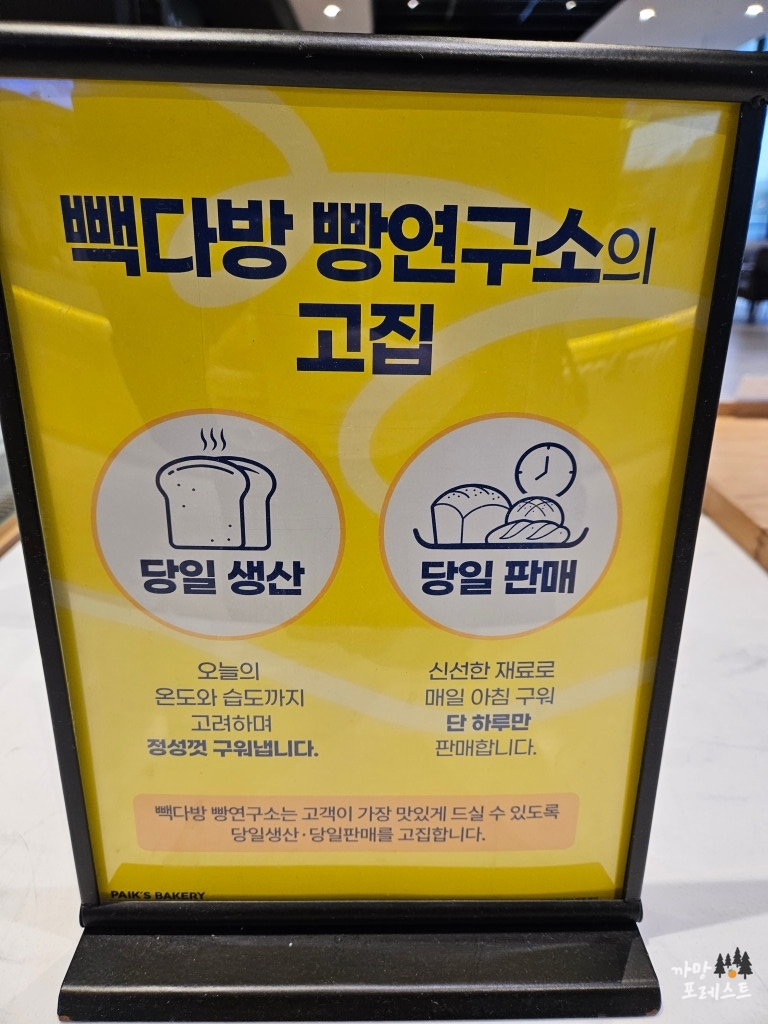 빽다방 빵연구소의
고집
당일 생산
오늘의
온도와 습도까지
고려하며
정성껏 구워냅니다.
당일 판매
신선한 재료로
매일 아침 구워
단 하루만
판매합니다.
빽다방 빵연구소는 고객이 가장 맛있게 드실 수 있도록
당일생산·당일판매를 고집합니다.
PAIK'S BAKERY
까망
포레스트